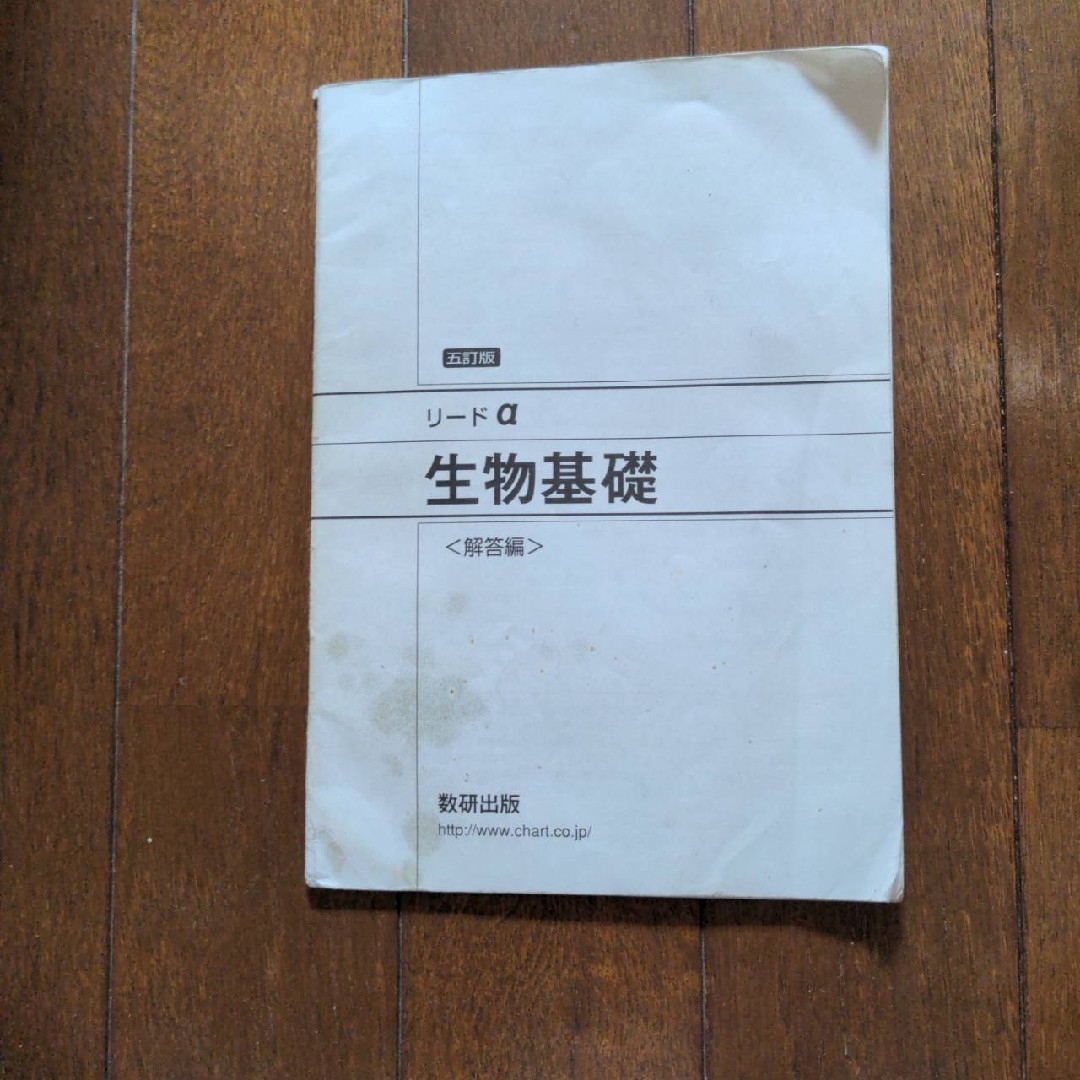 五訂版
リード α
生物基礎
＜解答編＞
数研出版
http://www.chart.co.jp/